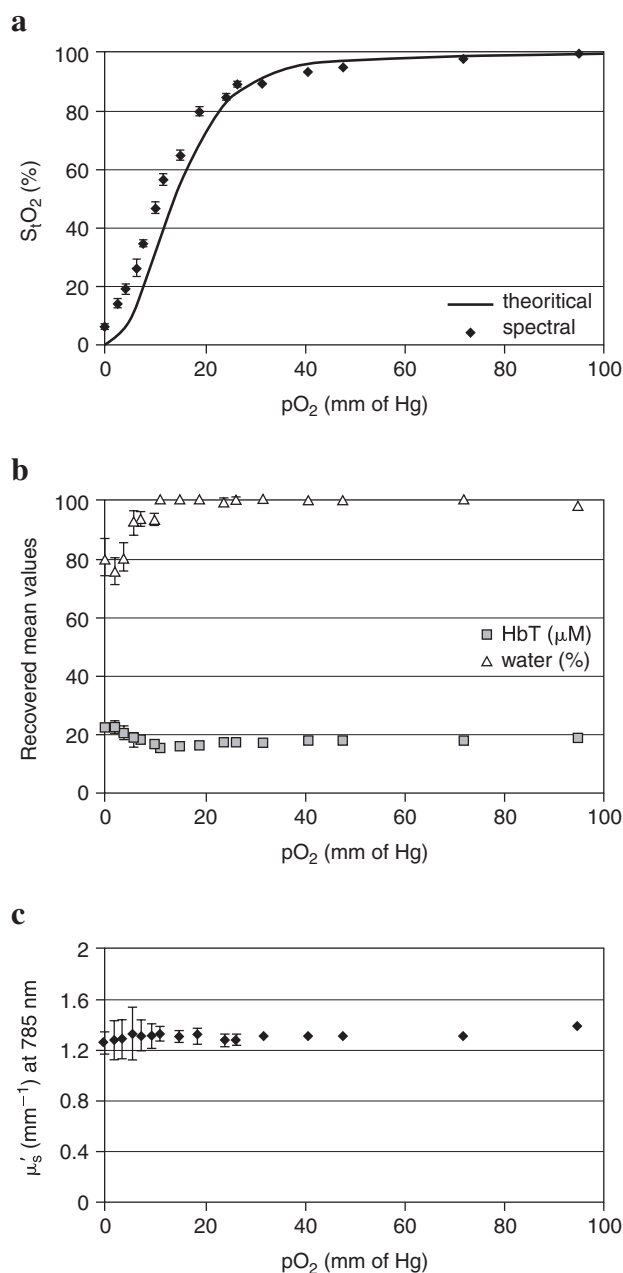 a
100
80
60
40
20
0
StO2 (%)
theoritical
spectral
0 20 40 60 80 100
pO2 (mm of Hg)
b
100
80
60
40
20
0
Recovered mean values
HbT (μM)
water (%)
0 20 40 60 80 100
pO2 (mm of Hg)
c
2
1.6
1.2
0.8
0.4
0
μs′ (mm−1) at 785 nm
0 20 40 60 80 100
pO2 (mm of Hg)